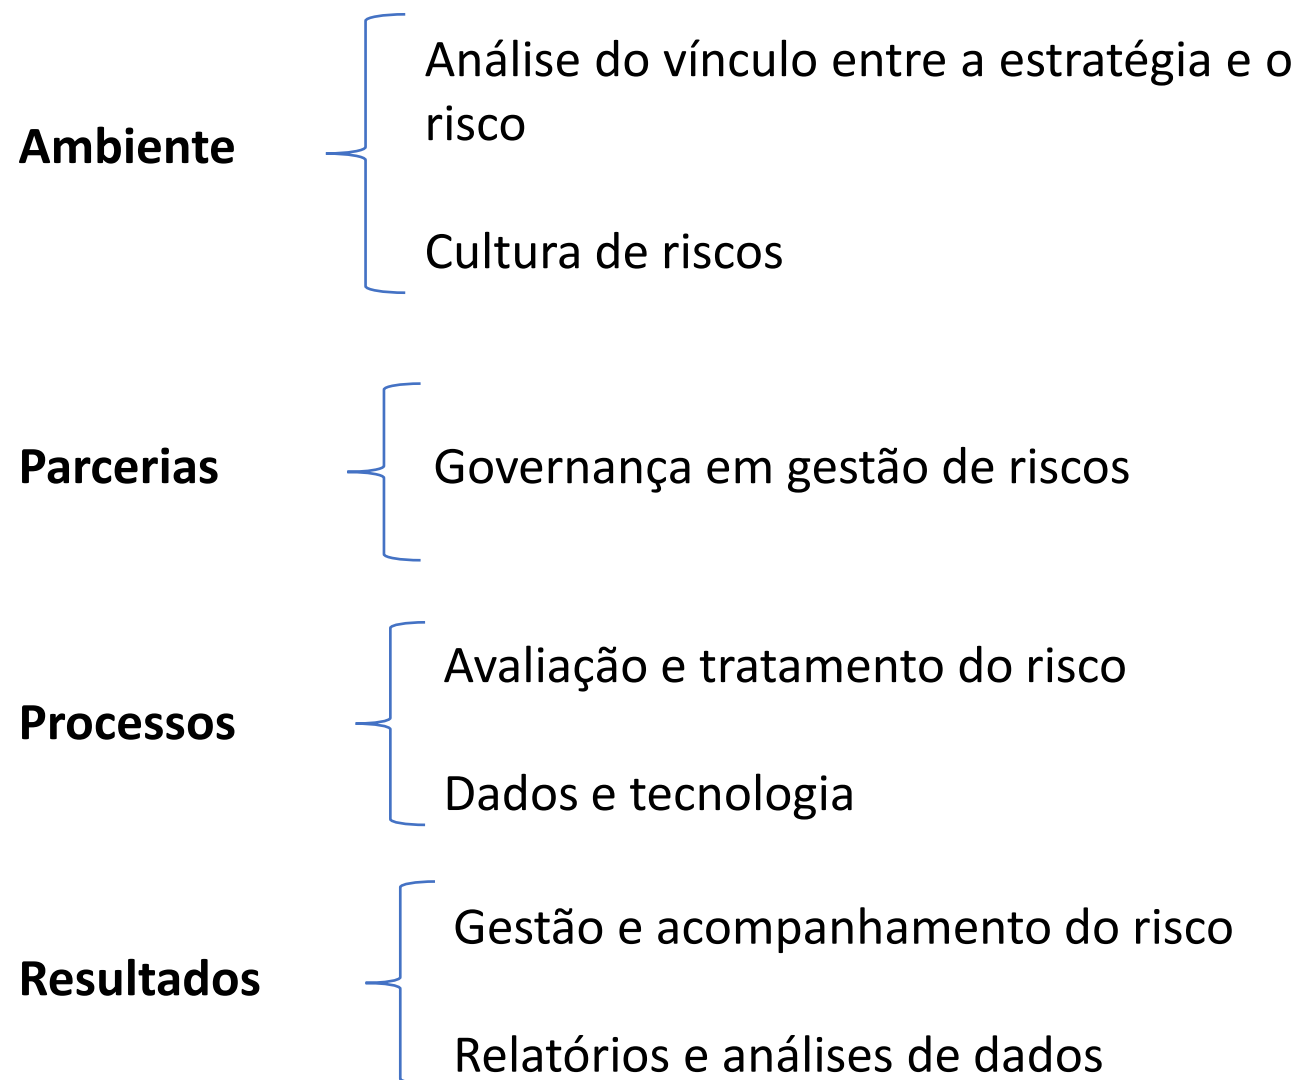 Ambiente
Análise do vínculo entre a estratégia e o
risco
Cultura de riscos
Parcerias
Governança em gestão de riscos
Processos
Avaliação e tratamento do risco
Dados e tecnologia
Resultados
Gestão e acompanhamento do risco
Relatórios e análises de dados